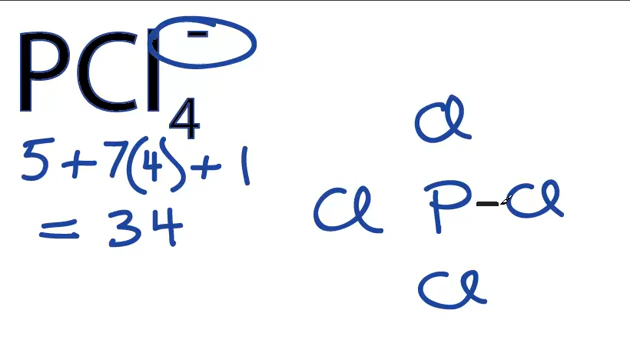 PCl₄⁻
5+7(4)+1
= 34
Cl
Cl P-Cl
Cl